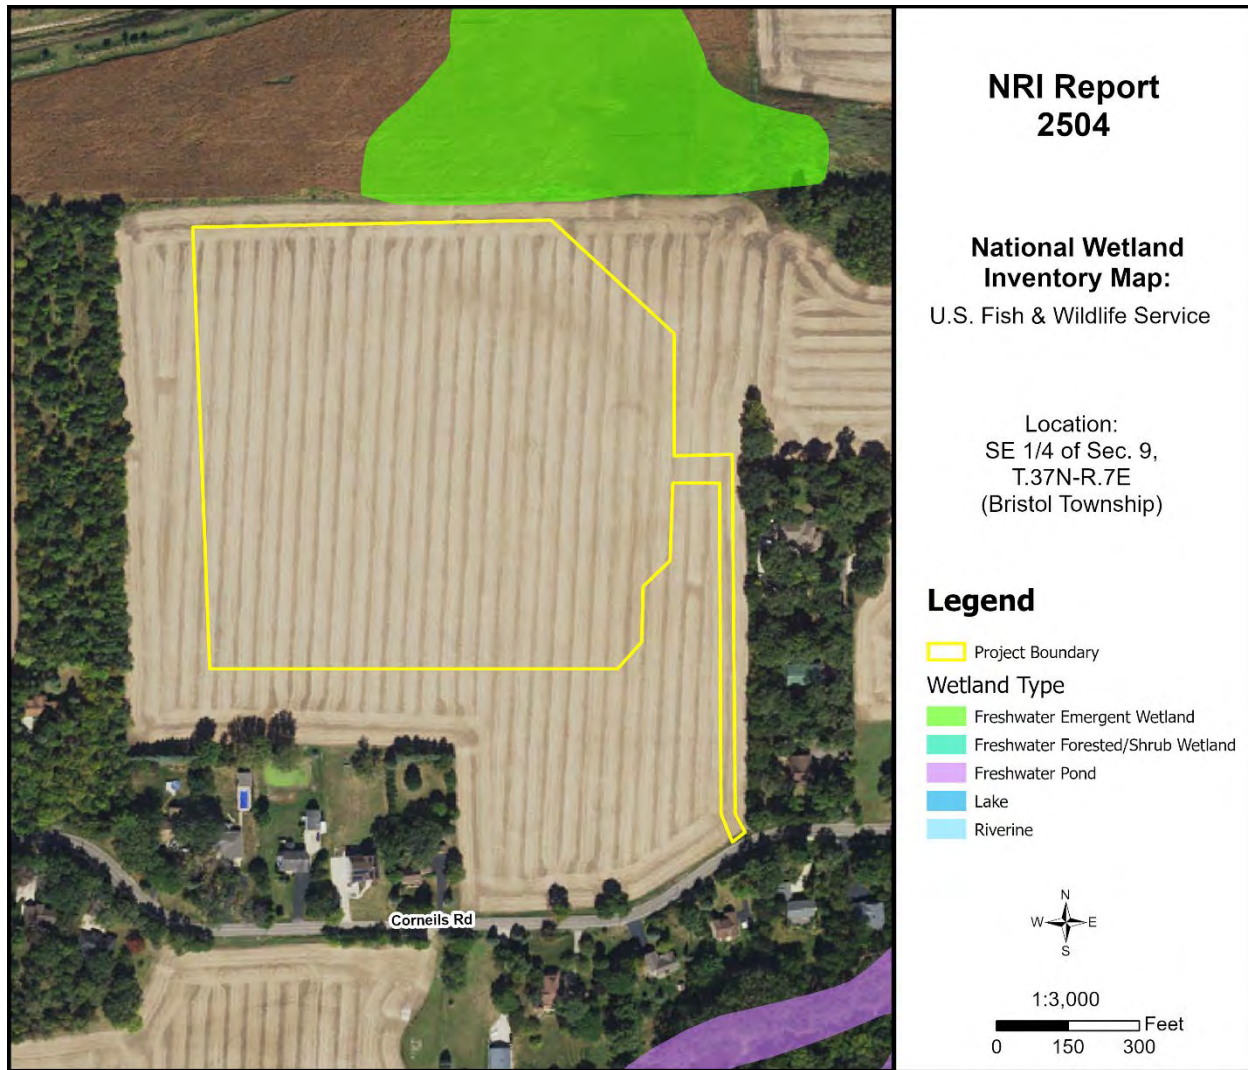 NRI Report
2504
National Wetland
Inventory Map:
U.S. Fish & Wildlife Service
Location:
SE 1/4 of Sec. 9,
T.37N-R.7E
(Bristol Township)
Legend
Project Boundary
Wetland Type
Freshwater Emergent Wetland
Freshwater Forested/Shrub Wetland
Freshwater Pond
Lake
Riverine
N
W E
S
1:3,000
Feet
0 150 300
Corneils Rd